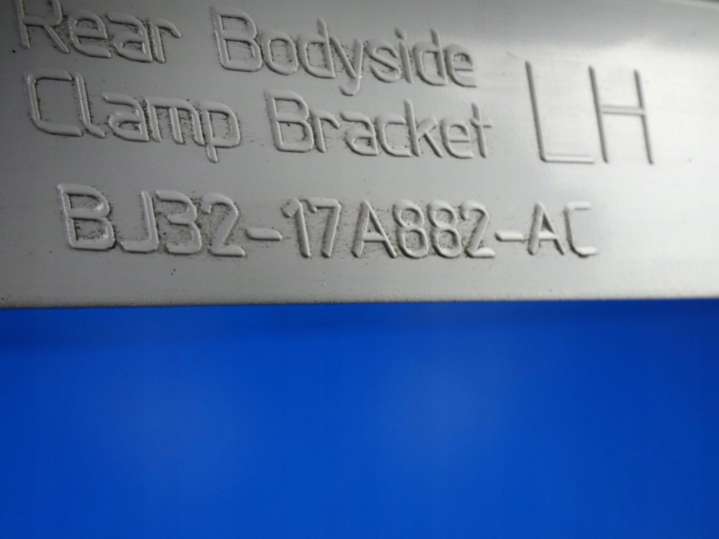 Rear Bodyside
Clamp Bracket LH
BJ32-17A882-AC